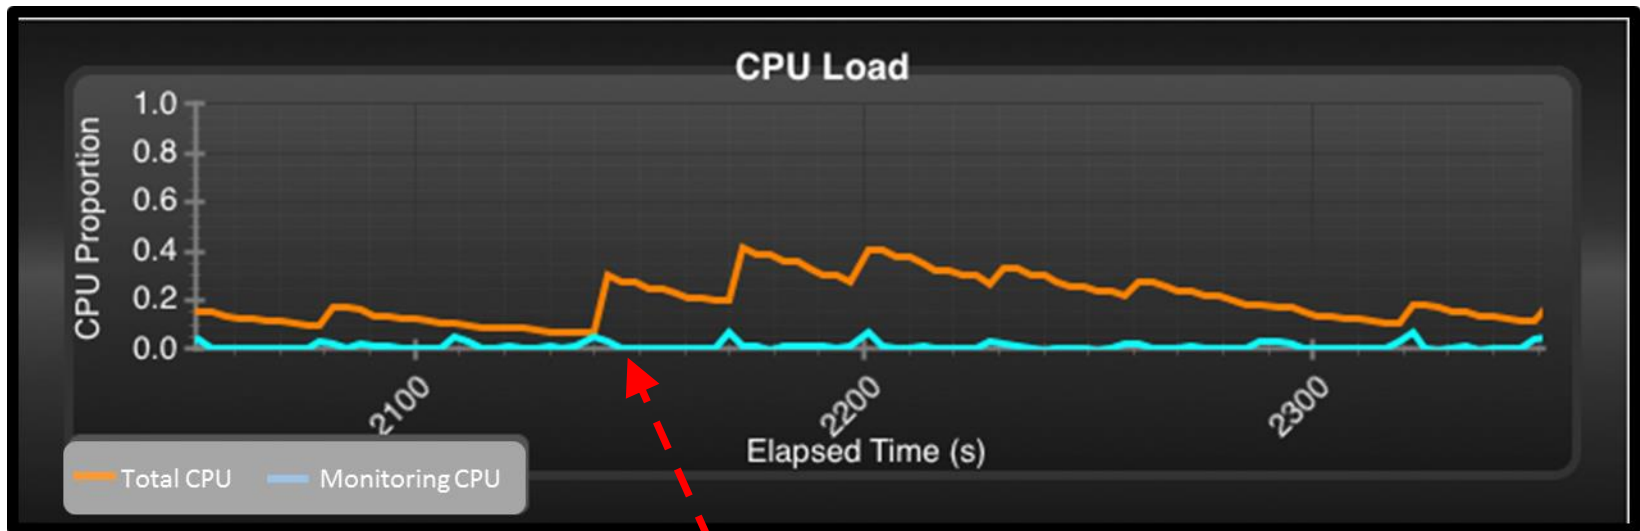 CPU Load
CPU Proportion
1.0
0.8
0.6
0.4
0.2
0.0
2100
2200
2300
Elapsed Time (s)
Total CPU
Monitoring CPU